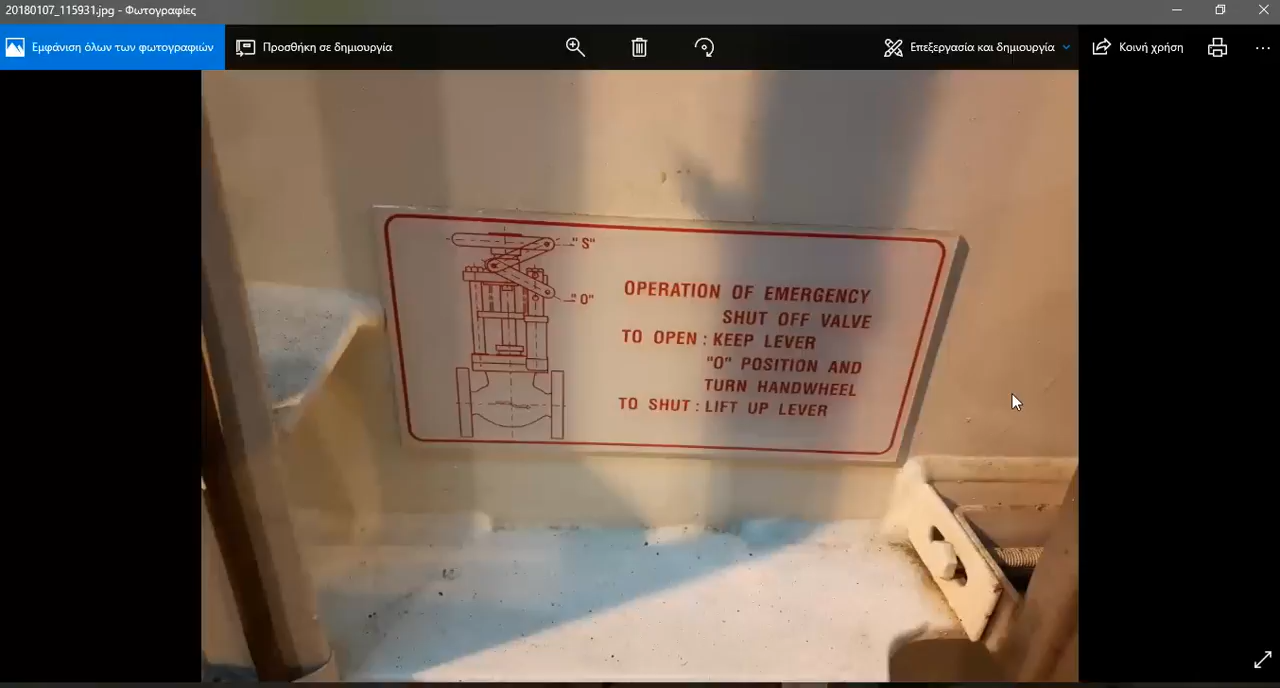 20180107_115931.jpg - Φωτογραφίες
Εμφάνιση όλων των φωτογραφιών
Προσθήκη σε δημιουργία
Επεξεργασία και δημιουργία
Κοινή χρήση
"S"
"O"
OPERATION OF EMERGENCY
SHUT OFF VALVE
TO OPEN : KEEP LEVER
"O" POSITION AND
TURN HANDWHEEL
TO SHUT : LIFT UP LEVER